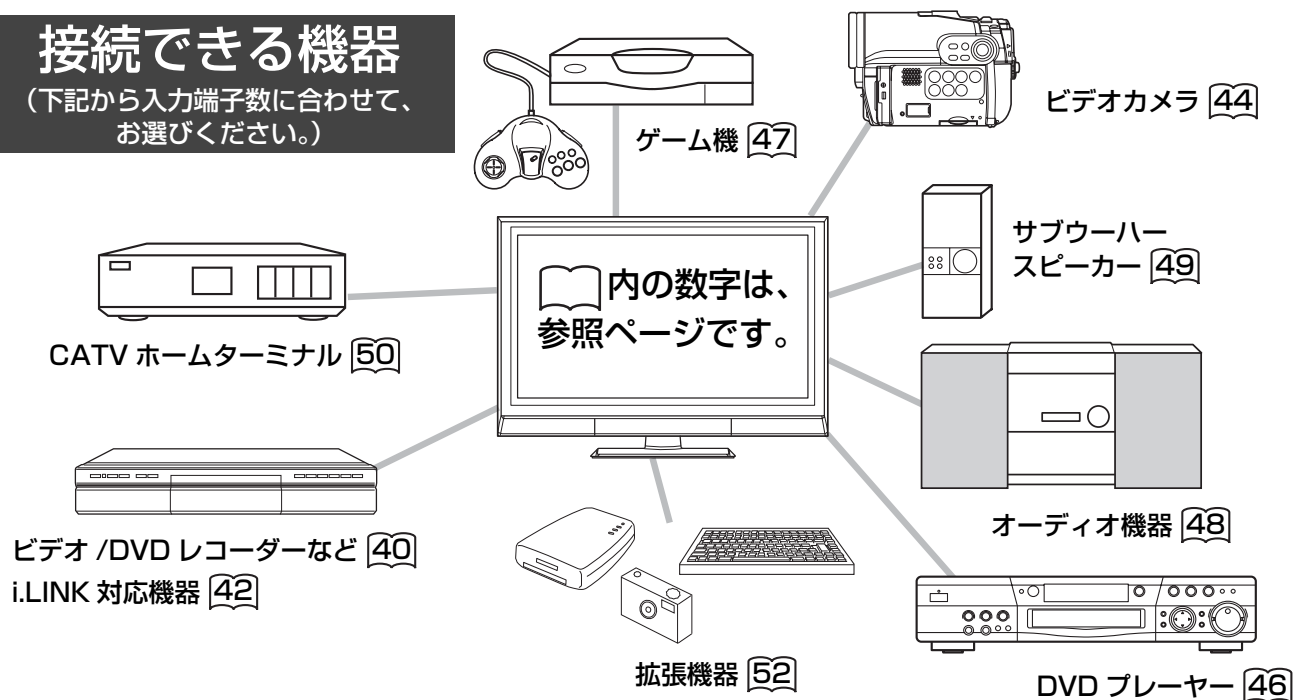 接続できる機器
（下記から入力端子数に合わせて、
お選びください。）
ゲーム機 47
ビデオカメラ 44
サブウーハー
スピーカー 49
内の数字は、
参照ページです。
CATV ホームターミナル 50
オーディオ機器 48
ビデオ /DVD レコーダーなど 40
i.LINK 対応機器 42
拡張機器 52
DVD プレーヤー 46